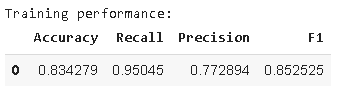 Training performance:
Accuracy Recall Precision F1
0 0.834279 0.95045 0.772894 0.852525